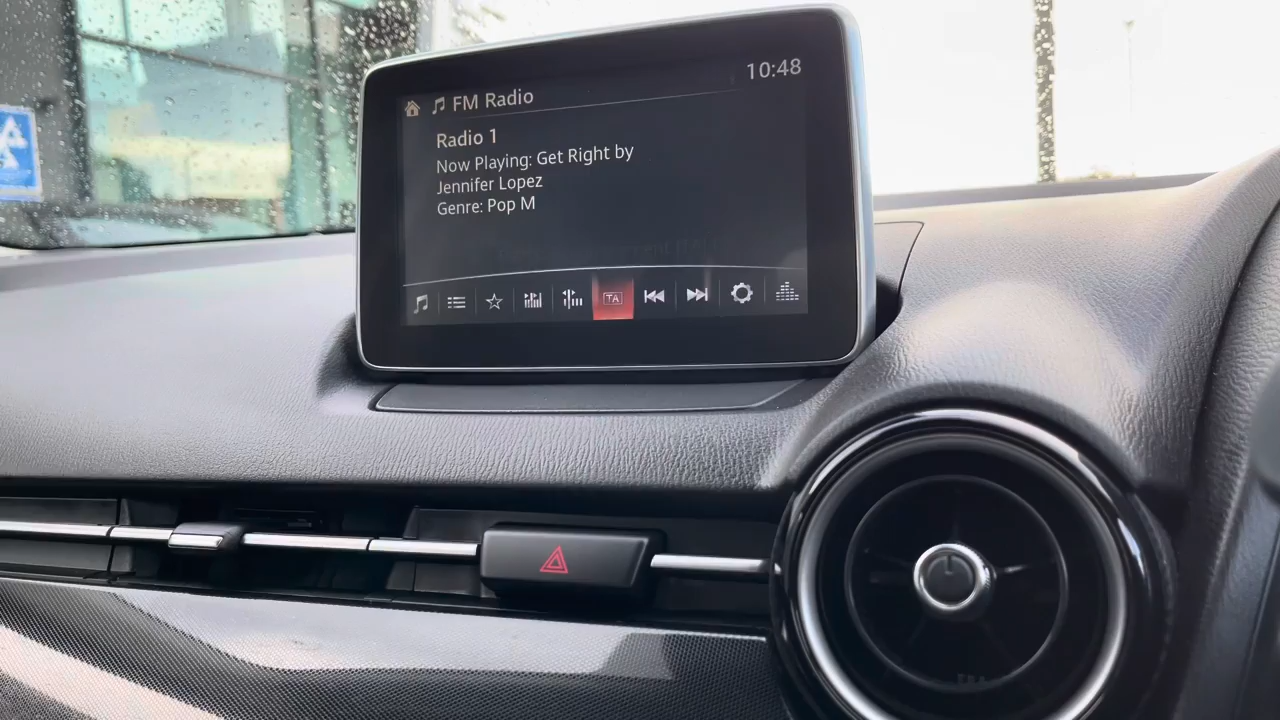 10:48
FM Radio
Radio 1
Now Playing: Get Right by
Jennifer Lopez
Genre: Pop M
TA